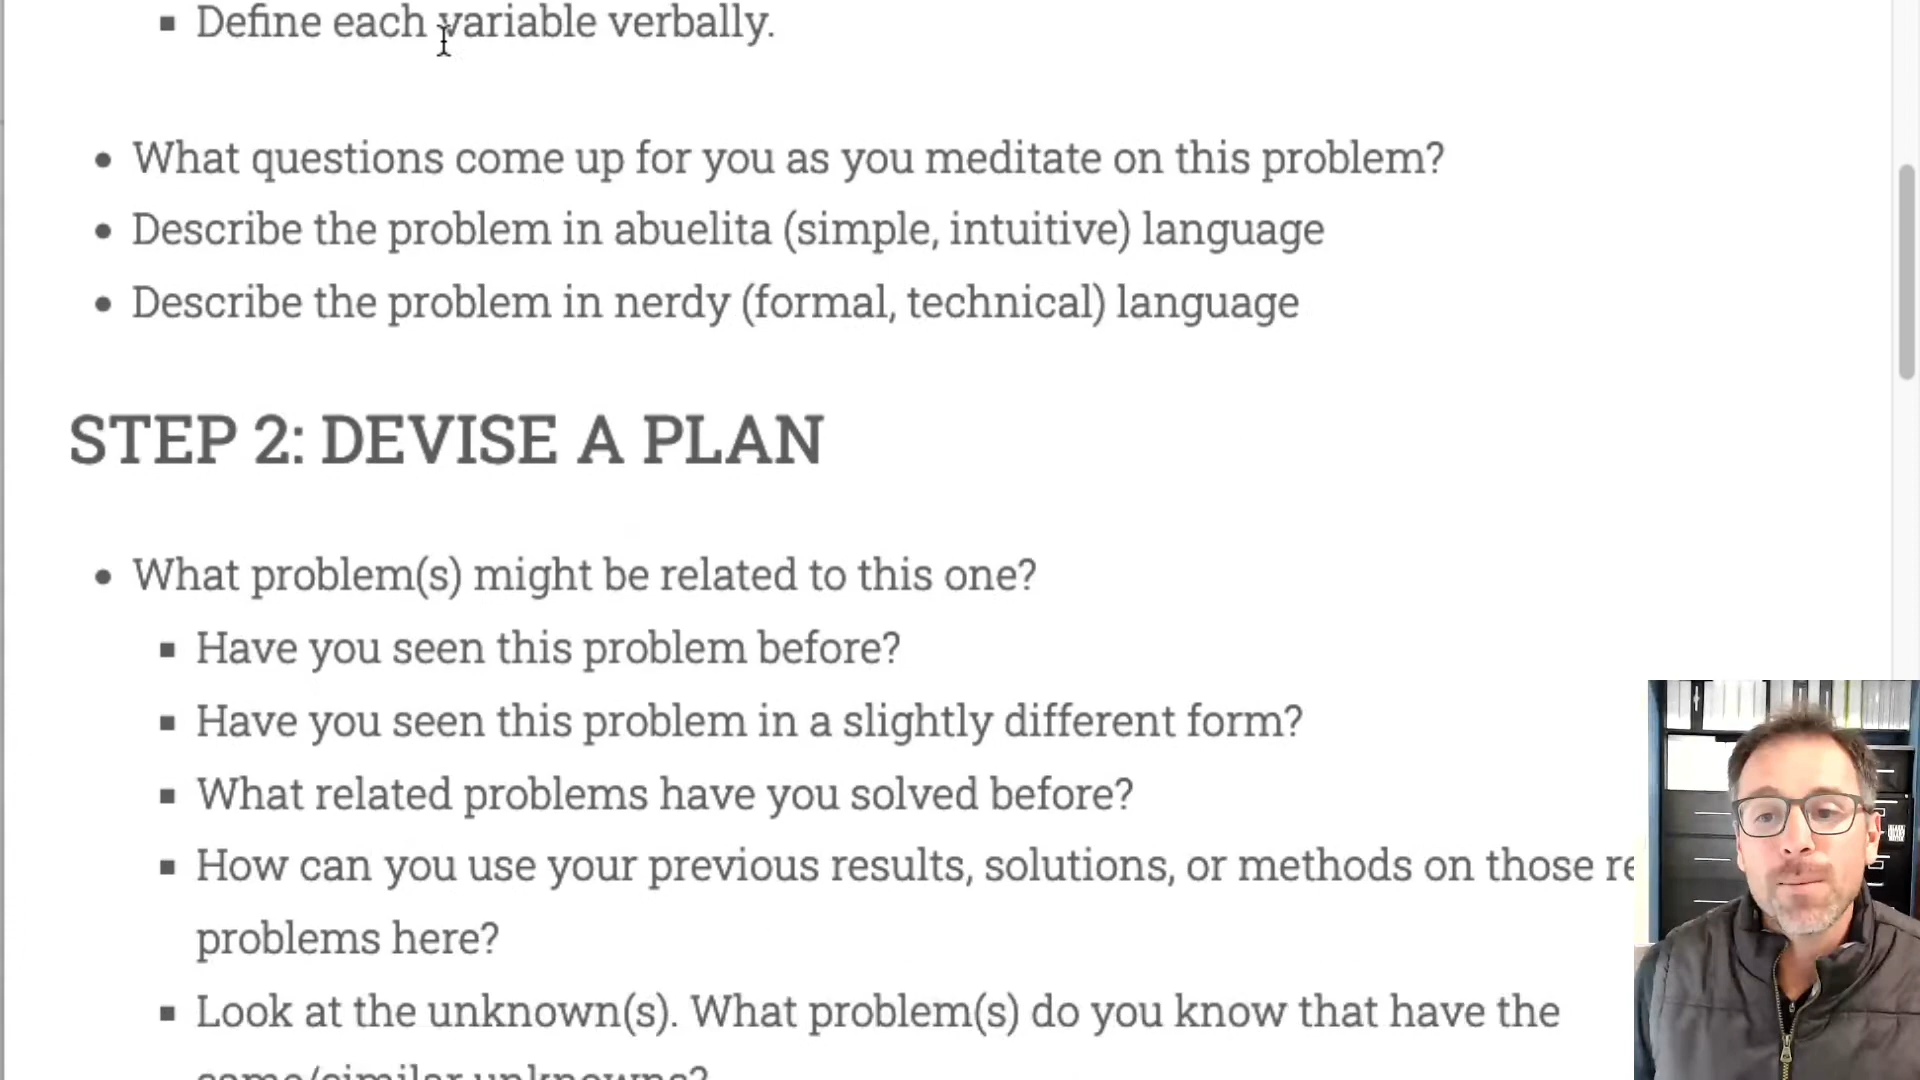 Define each variable verbally.
What questions come up for you as you meditate on this problem?
Describe the problem in abuelita (simple, intuitive) language
Describe the problem in nerdy (formal, technical) language
STEP 2: DEVISE A PLAN
What problem(s) might be related to this one?
Have you seen this problem before?
Have you seen this problem in a slightly different form?
What related problems have you solved before?
How can you use your previous results, solutions, or methods on those
problems here?
Look at the unknown(s). What problem(s) do you know that have the
same/similar unknowns?